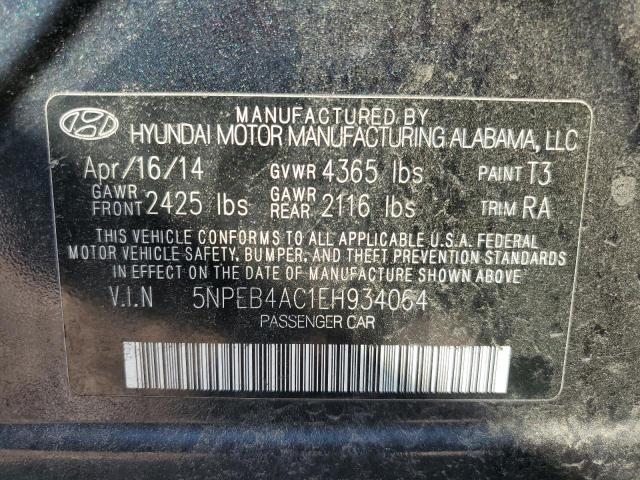 MANUFACTURED BY
HYUNDAI MOTOR MANUFACTURING ALABAMA, LLC
Apr/16/14 GVWR 4365 lbs PAINT T3
GAWR FRONT 2425 lbs GAWR REAR 2116 lbs TRIM RA
THIS VEHICLE CONFORMS TO ALL APPLICABLE U.S.A. FEDERAL
MOTOR VEHICLE SAFETY, BUMPER, AND THEFT PREVENTION STANDARDS
IN EFFECT ON THE DATE OF MANUFACTURE SHOWN ABOVE.
V.I.N 5NPEB4AC1EH934064
PASSENGER CAR